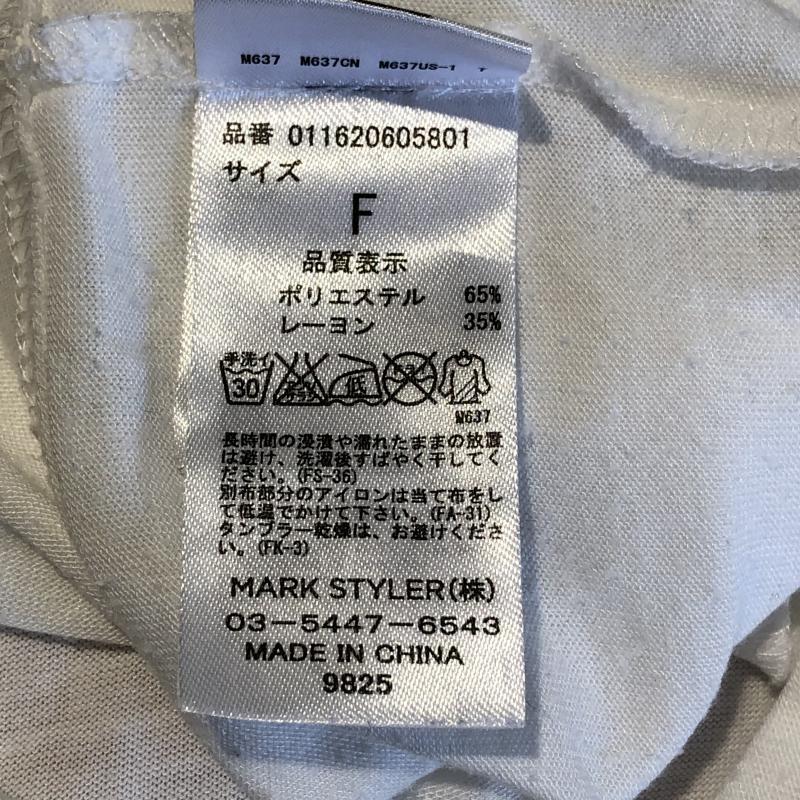 M637 M637CN M637US-1
品番 011620605801
サイズ
F
品質表示
ポリエステル 65%
レーヨン 35%
手洗イ
30 低
M637
長時間の浸漬や濡れたままの放置
は避け、洗濯後すばやく干してく
ださい。(FS-36)
別布部分のアイロンは当て布をし
て低温でかけて下さい。(FA-31)
タンブラー乾燥は、お避けくださ
い。(FK-3)
MARK STYLER(株)
03-5447-6543
MADE IN CHINA
9825